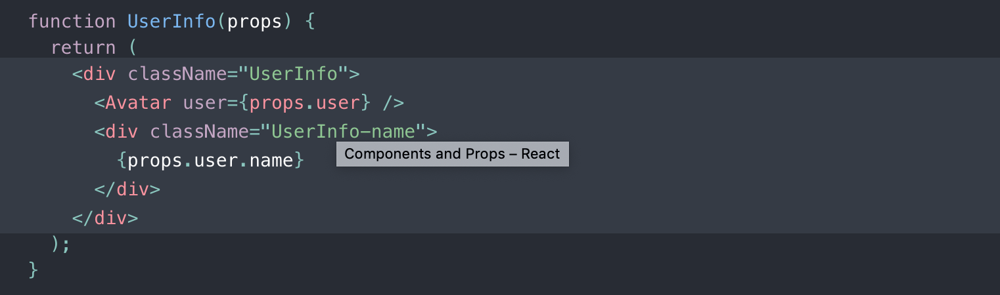 function UserInfo(props) {
  return (
    <div className="UserInfo">
      <Avatar user={props.user} />
      <div className="UserInfo-name">
        {props.user.name}
Components and Props – React
      </div>
    </div>
  );
}